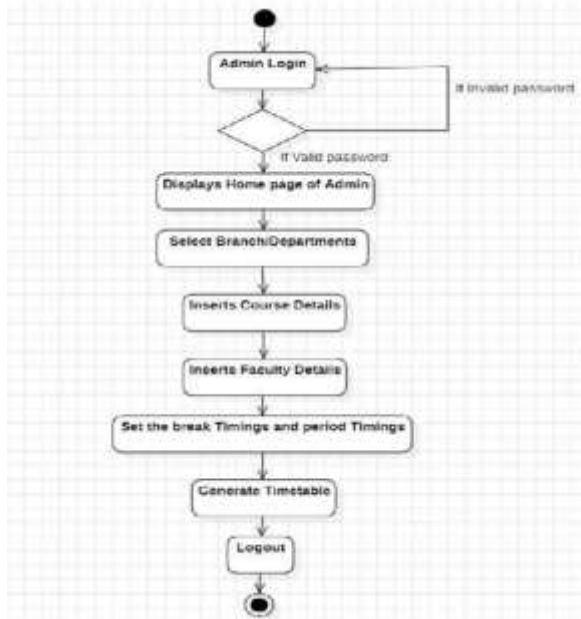 Admin Login
If Invalid password
If Valid password
Displays Home page of Admin
Select Branch/Departments
Inserts Course Details
Inserts Faculty Details
Set the break Timings and period Timings
Generate Timetable
Logout